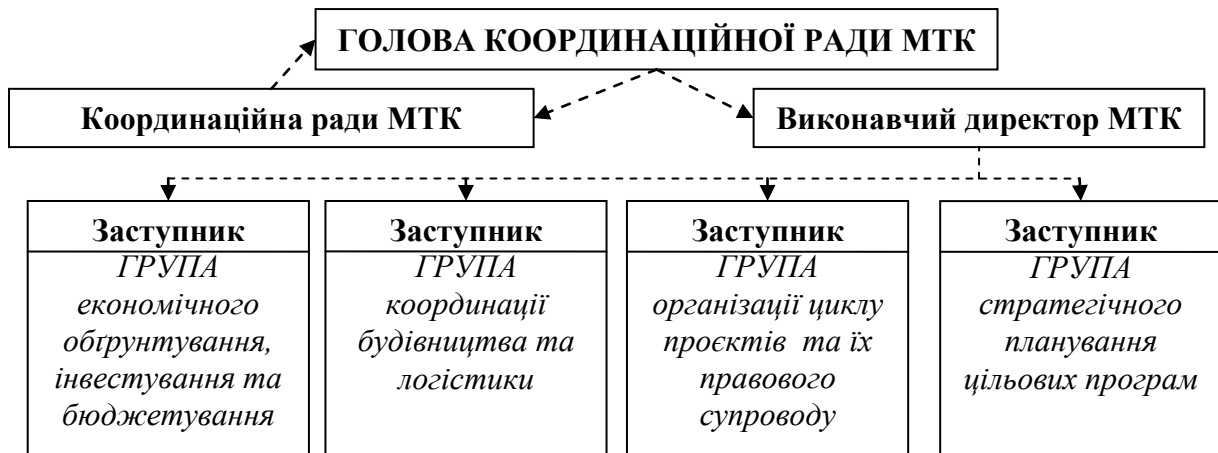 ГОЛОВА КООРДИНАЦІЙНОЇ РАДИ МТК
Координаційна ради МТК
Виконавчий директор МТК
Заступник
ГРУПА
економічного
обґрунтування,
інвестування та
бюджетування
Заступник
ГРУПА
координації
будівництва та
логістики
Заступник
ГРУПА
організації циклу
проєктів та їх
правового
супроводу
Заступник
ГРУПА
стратегічного
планування
цільових програм